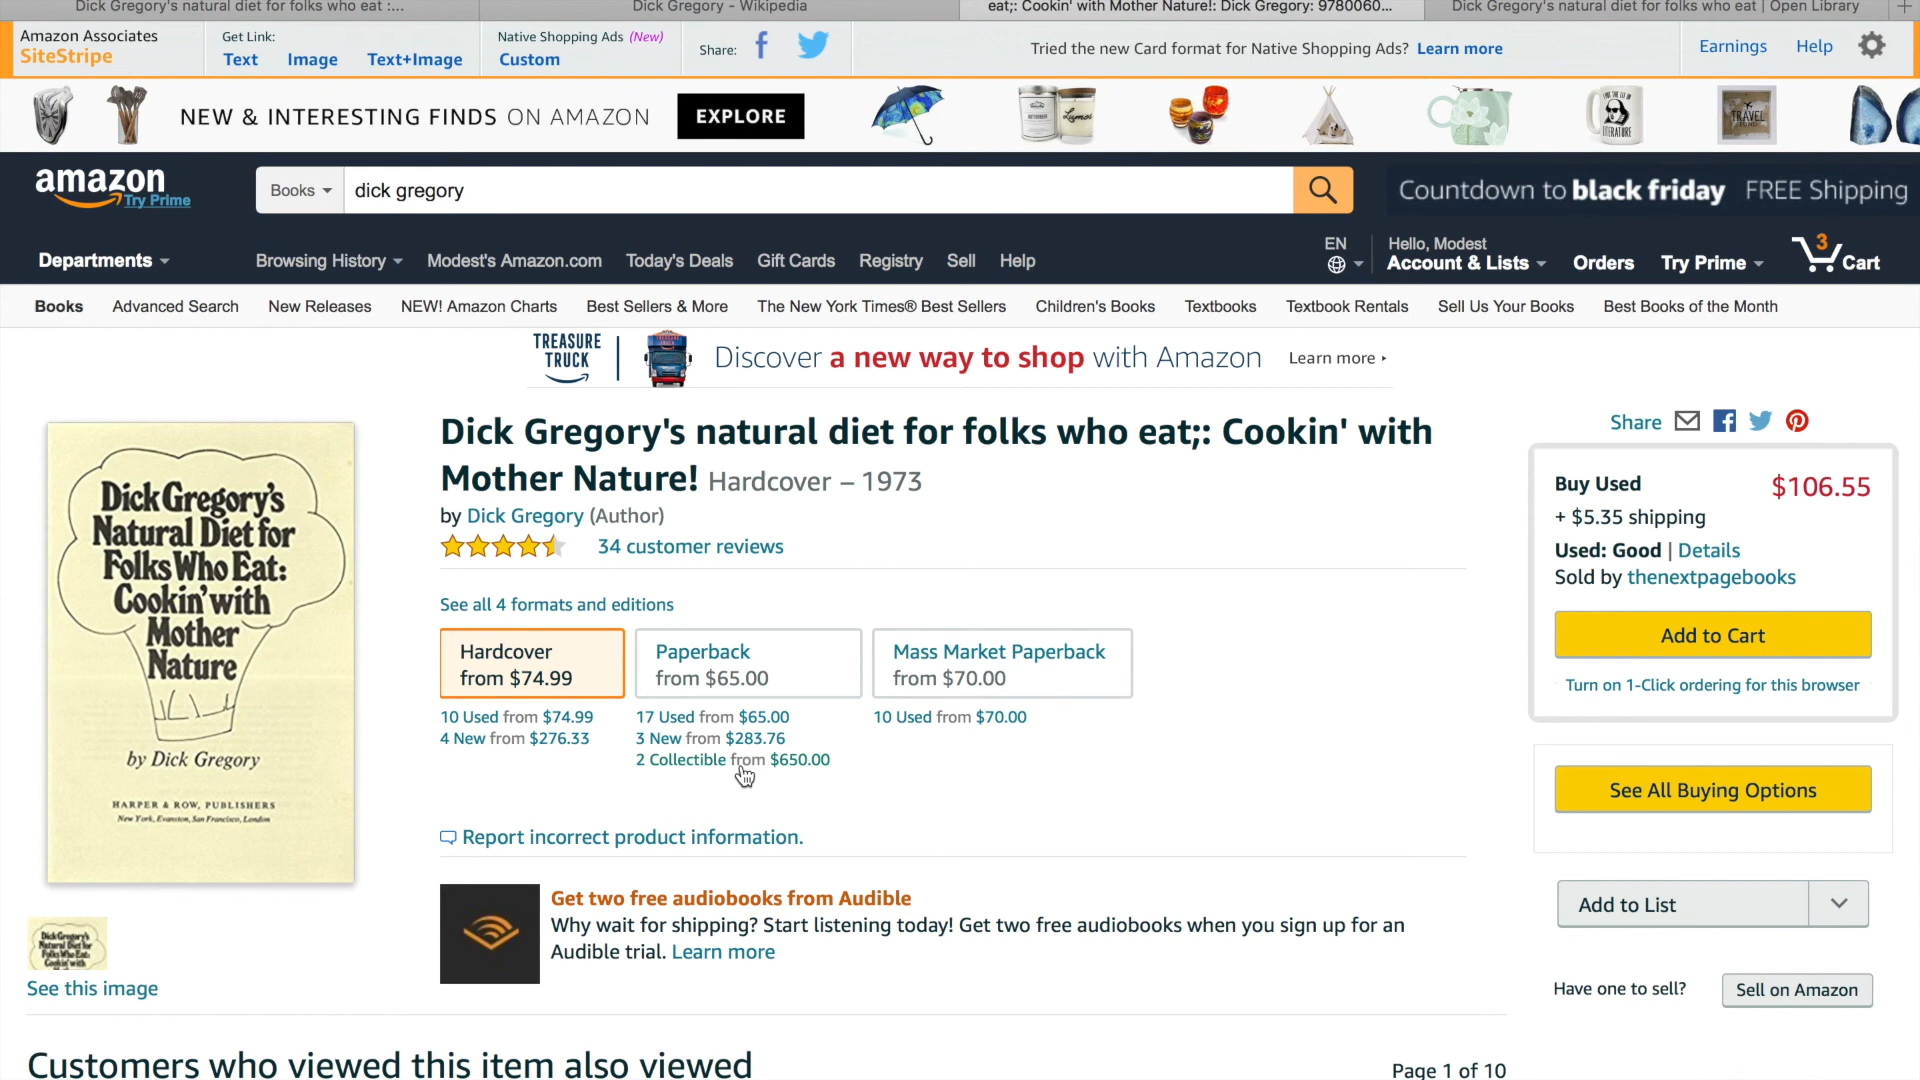 Dick Gregory's natural diet for folks who eat :...
Dick Gregory - Wikipedia
eat;: Cookin' with Mother Nature!: Dick Gregory: 9780060...
Dick Gregory's natural diet for folks who eat | Open Library
Amazon Associates
SiteStripe
Get Link:
Text Image Text+Image
Native Shopping Ads (New)
Custom
Share:
Tried the new Card format for Native Shopping Ads? Learn more
Earnings Help
NEW & INTERESTING FINDS ON AMAZON
EXPLORE
Lumos
LITERATURE
TRAVEL
amazon
Try Prime
Books
dick gregory
Countdown to black friday FREE Shipping
Departments
Browsing History Modest's Amazon.com Today's Deals Gift Cards Registry Sell Help
EN
Hello, Modest
Account & Lists
Orders
Try Prime
3
Cart
Books Advanced Search New Releases NEW! Amazon Charts Best Sellers & More The New York Times® Best Sellers Children's Books Textbooks Textbook Rentals Sell Us Your Books Best Books of the Month
TREASURE
TRUCK
Discover a new way to shop with Amazon
Learn more
Dick Gregory's
Natural Diet for
Folks Who Eat:
Cookin' with
Mother
Nature
by Dick Gregory
HARPER & ROW, PUBLISHERS
New York, Evanston, San Francisco, London
See this image
Dick Gregory's natural diet for folks who eat;: Cookin' with
Mother Nature! Hardcover – 1973
by Dick Gregory (Author)
34 customer reviews
See all 4 formats and editions
Hardcover
from $74.99
10 Used from $74.99
4 New from $276.33
Paperback
from $65.00
17 Used from $65.00
3 New from $283.76
2 Collectible from $650.00
Mass Market Paperback
from $70.00
10 Used from $70.00
Report incorrect product information.
Get two free audiobooks from Audible
Why wait for shipping? Start listening today! Get two free audiobooks when you sign up for an
Audible trial. Learn more
Share
Buy Used
$106.55
+ $5.35 shipping
Used: Good | Details
Sold by thenextpagebooks
Add to Cart
Turn on 1-Click ordering for this browser
See All Buying Options
Add to List
Have one to sell?
Sell on Amazon
Customers who viewed this item also viewed
Page 1 of 10